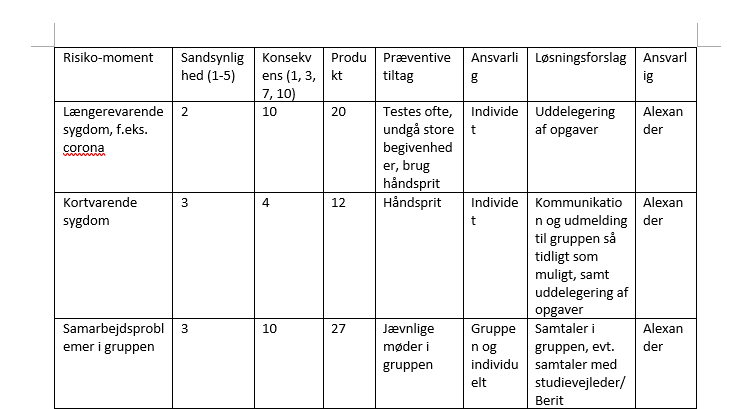 Risiko-moment Sandsynlig Konsekv Produ Præventive Ansvarli Løsningsforslag Ansvarl
hed (1-5) ens (1, 3, kt tiltag g ig
7, 10)
Længerevarende 2 10 20 Testes ofte, Individe Uddelegering Alexan
sygdom, f.eks. undgå store t af opgaver der
corona begivenhed
er, brug
håndsprit
Kortvarende 3 4 12 Håndsprit Individe Kommunikatio Alexan
sygdom t n og udmelding der
til gruppen så
tidligt som
muligt, samt
uddelegering af
opgaver
Samarbejdsprobl 3 10 27 Jævnlige Gruppe Samtaler i Alexan
emer i gruppen møder i n og gruppen, evt. der
gruppen individu samtaler med
elt studievejleder/
Berit